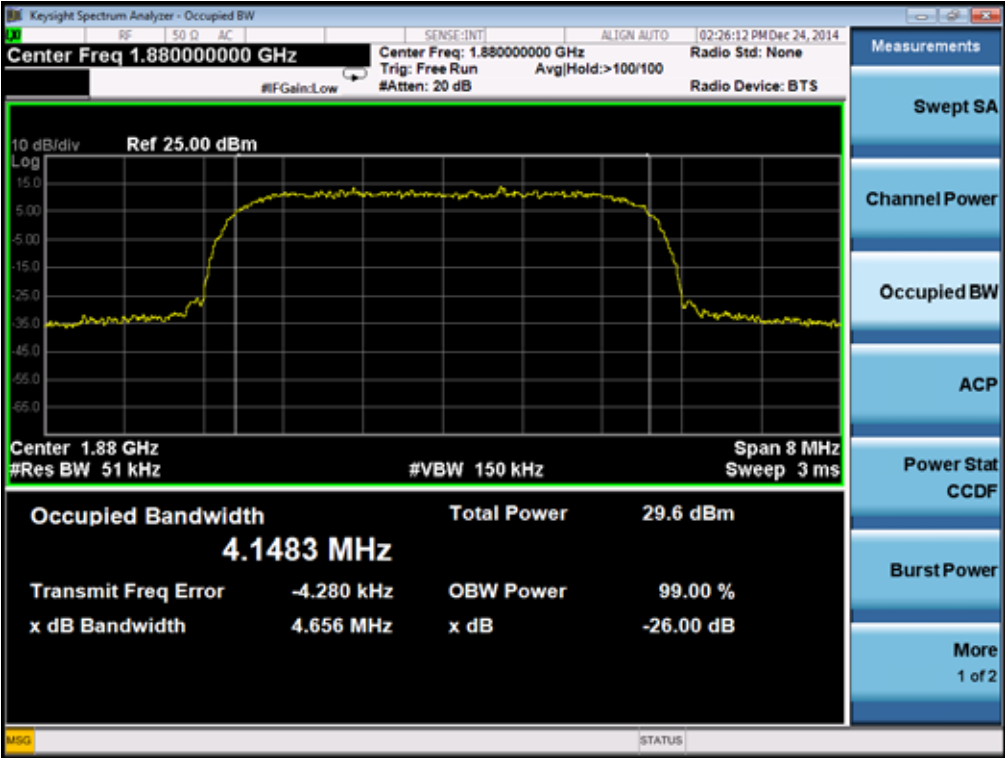 Keysight Spectrum Analyzer - Occupied BW
LXI RF 50 Ω AC SENSE:INT ALIGN AUTO 02:26:12 PM Dec 24, 2014
Center Freq 1.880000000 GHz
Center Freq: 1.880000000 GHz Radio Std: None
Trig: Free Run Avg|Hold:>100/100
#IFGain:Low #Atten: 20 dB Radio Device: BTS
10 dB/div Ref 25.00 dBm
Log
15.0
5.00
-5.00
-15.0
-25.0
-35.0
-45.0
-55.0
-65.0
Center 1.88 GHz Span 8 MHz
#Res BW 51 kHz #VBW 150 kHz Sweep 3 ms
Occupied Bandwidth Total Power 29.6 dBm
4.1483 MHz
Transmit Freq Error -4.280 kHz OBW Power 99.00 %
x dB Bandwidth 4.656 MHz x dB -26.00 dB
Measurements
Swept SA
Channel Power
Occupied BW
ACP
Power Stat
CCDF
Burst Power
More
1 of 2
MSG STATUS